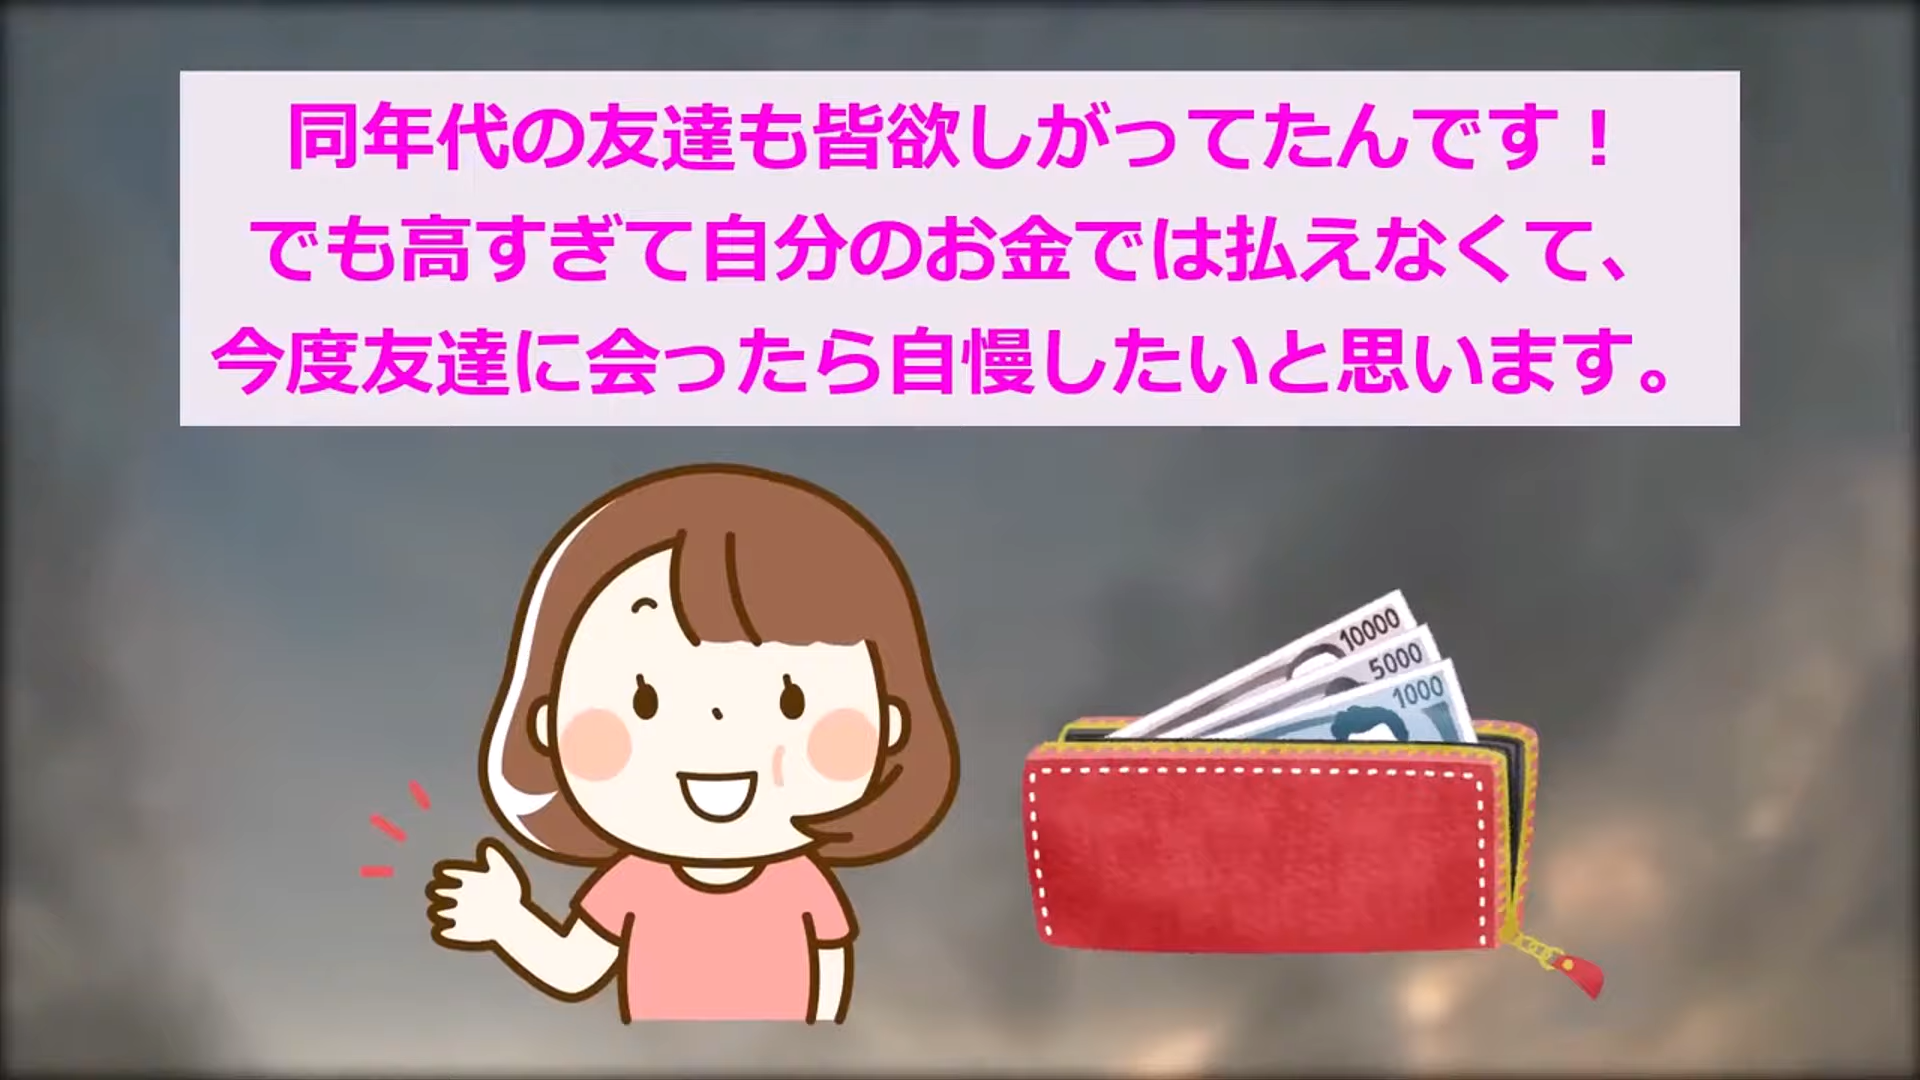 同年代の友達も皆欲しがってたんです！
でも高すぎて自分のお金では払えなくて、
今度友達に会ったら自慢したいと思います。
10000
5000
1000